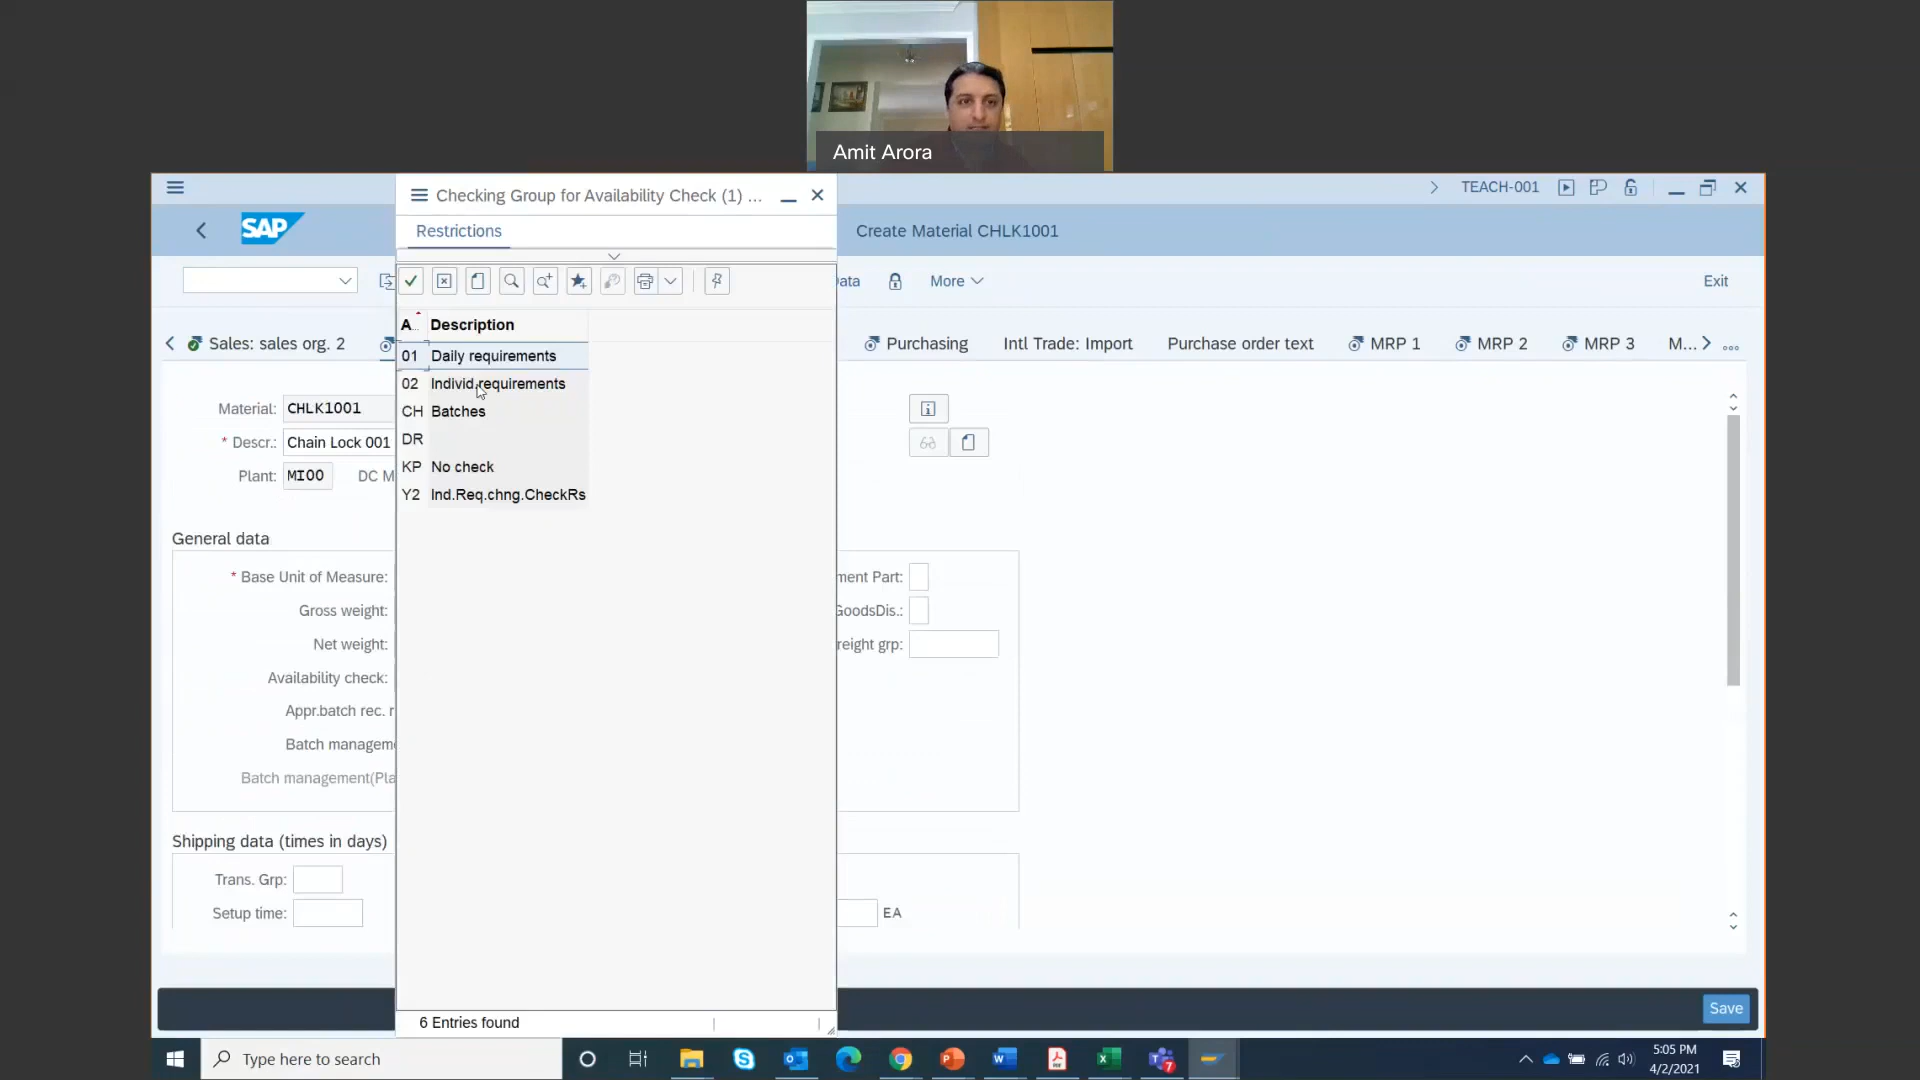 Amit Arora
Checking Group for Availability Check (1) ...
TEACH-001
SAP
Restrictions
Create Material CHLK1001
More
Exit
A.. Description
01 Daily requirements
02 Individ.requirements
CH Batches
DR
KP No check
Y2 Ind.Req.chng.CheckRs
6 Entries found
Sales: sales org. 2
Purchasing
Intl Trade: Import
Purchase order text
MRP 1
MRP 2
MRP 3
M...
Material: CHLK1001
* Descr.: Chain Lock 001
Plant: MI00 DC M
General data
* Base Unit of Measure:
ment Part:
Gross weight:
GoodsDis.:
Net weight:
reight grp:
Availability check:
Appr.batch rec. r
Batch manageme
Batch management(Pla
Shipping data (times in days)
Trans. Grp:
Setup time:
EA
Save
Type here to search
7
5:05 PM
4/2/2021